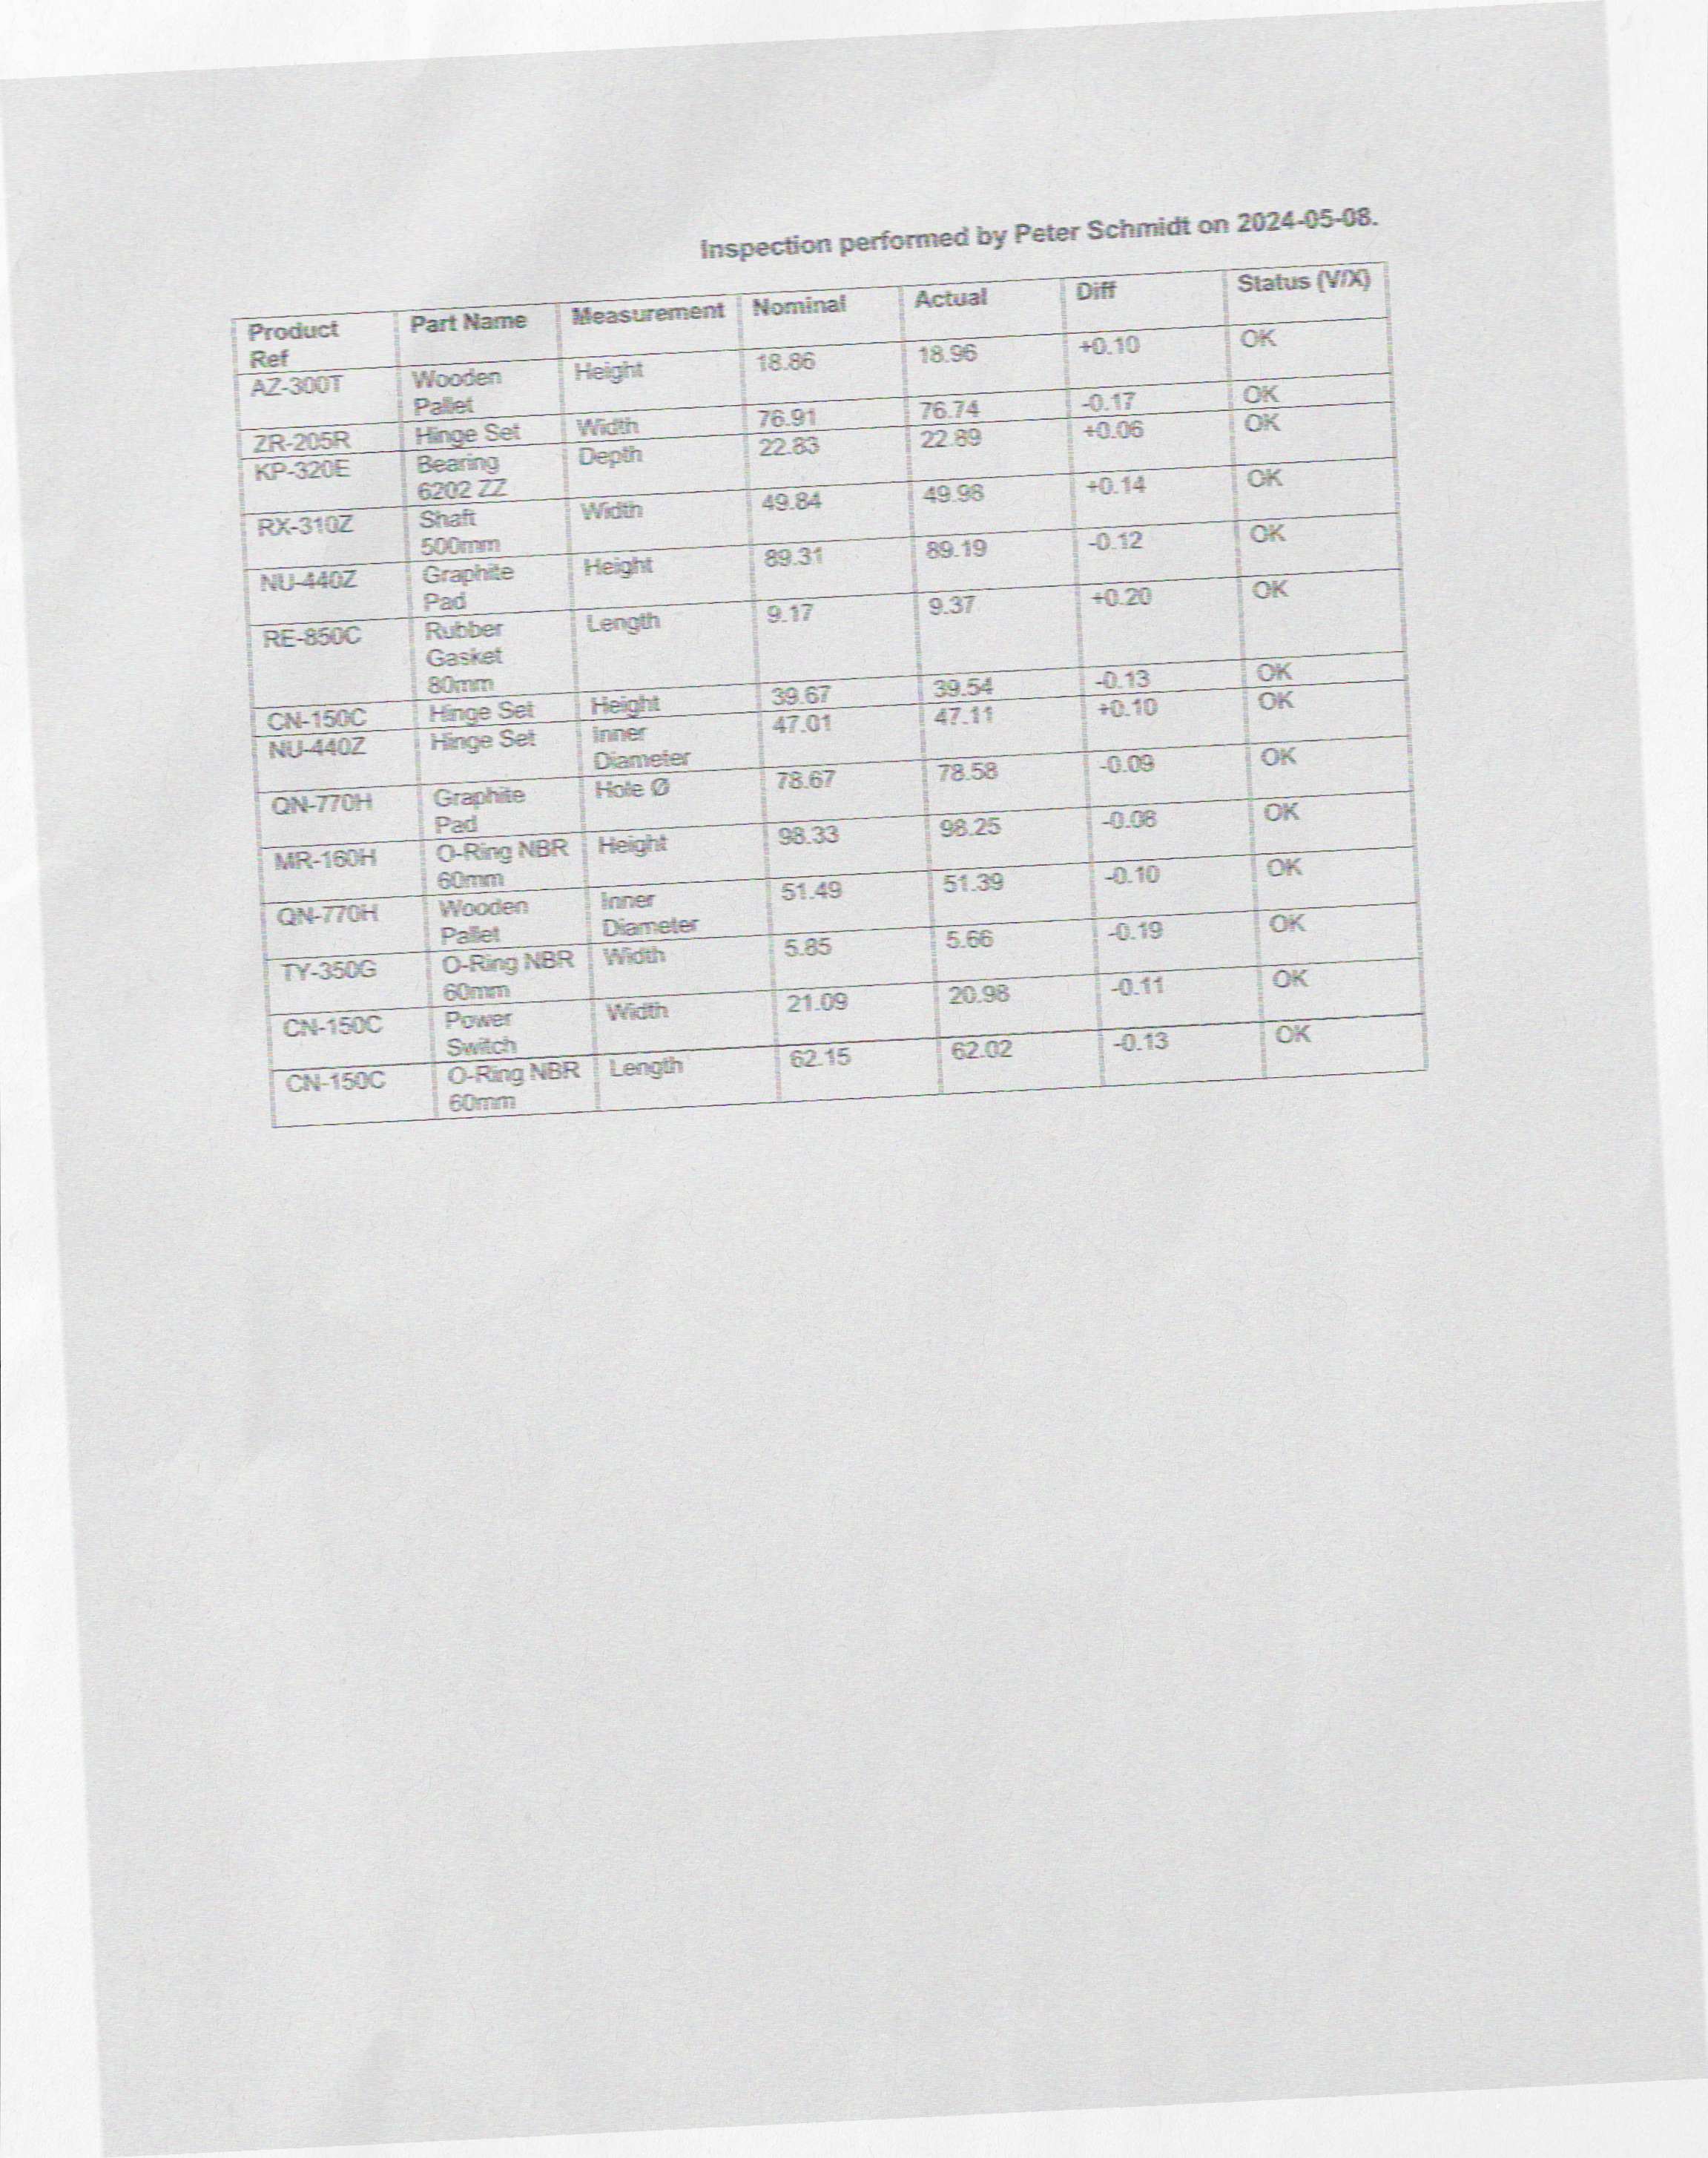 Inspection performed by Peter Schmidt on 2024-05-08.
Product Ref | Part Name | Measurement | Nominal | Actual | Diff | Status (V/X)
AZ-300T | Wooden Pallet | Height | 18.86 | 18.96 | +0.10 | OK
ZR-205R | Hinge Set | Width | 76.91 | 76.74 | -0.17 | OK
KP-320E | Bearing 6202 ZZ | Depth | 22.83 | 22.89 | +0.06 | OK
RX-310Z | Shaft 500mm | Width | 49.84 | 49.98 | +0.14 | OK
NU-440Z | Graphite Pad | Height | 89.31 | 89.19 | -0.12 | OK
RE-850C | Rubber Gasket 80mm | Length | 9.17 | 9.37 | +0.20 | OK
CN-150C | Hinge Set | Height | 39.67 | 39.54 | -0.13 | OK
NU-440Z | Hinge Set | Inner Diameter | 47.01 | 47.11 | +0.10 | OK
QN-770H | Graphite Pad | Hole Ø | 78.67 | 78.58 | -0.09 | OK
MR-160H | O-Ring NBR 60mm | Height | 98.33 | 98.25 | -0.08 | OK
QN-770H | Wooden Pallet | Inner Diameter | 51.49 | 51.39 | -0.10 | OK
TY-350G | O-Ring NBR 60mm | Width | 5.85 | 5.66 | -0.19 | OK
CN-150C | Power Switch | Width | 21.09 | 20.98 | -0.11 | OK
CN-150C | O-Ring NBR 60mm | Length | 62.15 | 62.02 | -0.13 | OK